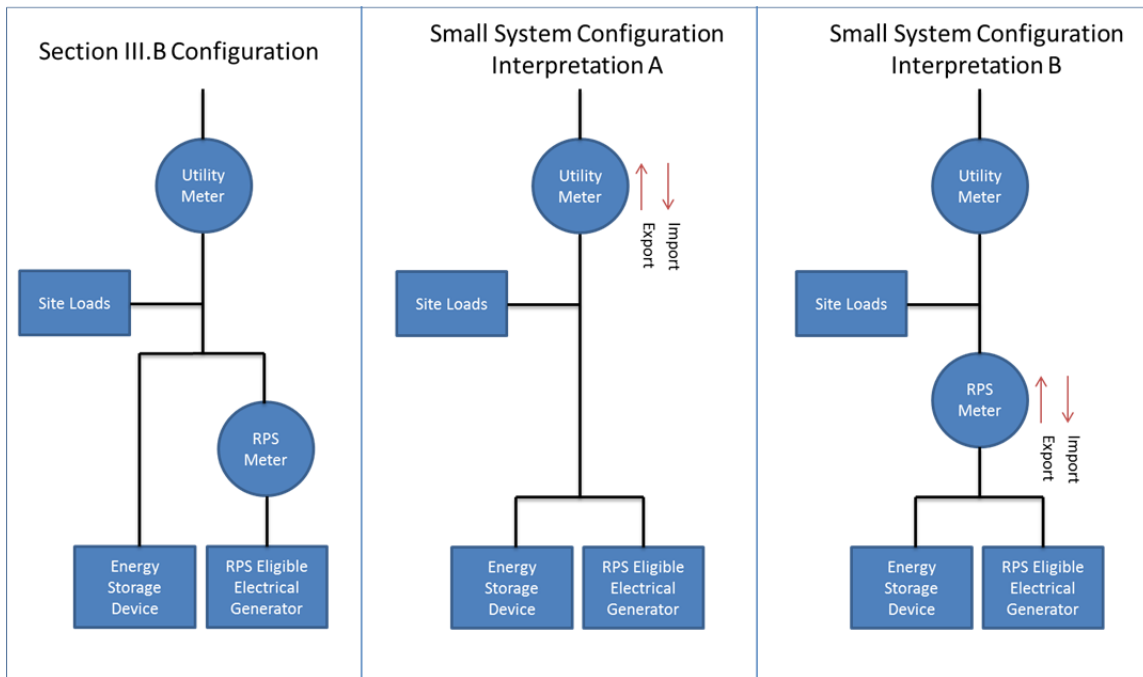 Section III.B Configuration
Utility
Meter
Site Loads
RPS
Meter
Energy
Storage
Device
RPS Eligible
Electrical
Generator
Small System Configuration
Interpretation A
Utility
Meter
Export
Import
Site Loads
Energy
Storage
Device
RPS Eligible
Electrical
Generator
Small System Configuration
Interpretation B
Utility
Meter
Site Loads
RPS
Meter
Export
Import
Energy
Storage
Device
RPS Eligible
Electrical
Generator